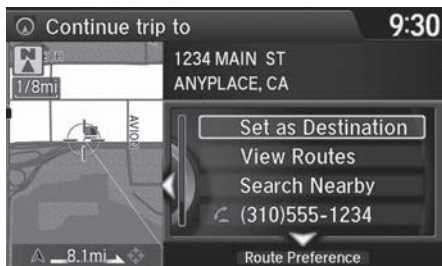 Continue trip to
9:30
N
1/8mi
AVION
8.1mi
1234 MAIN ST
ANYPLACE, CA
Set as Destination
View Routes
Search Nearby
(310)555-1234
Route Preference